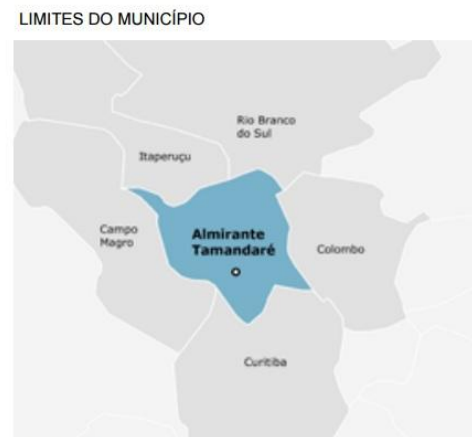 LIMITES DO MUNICÍPIO
Rio Branco
do Sul
Itaperuçu
Campo
Magro
Almirante
Tamandaré
Colombo
Curitiba